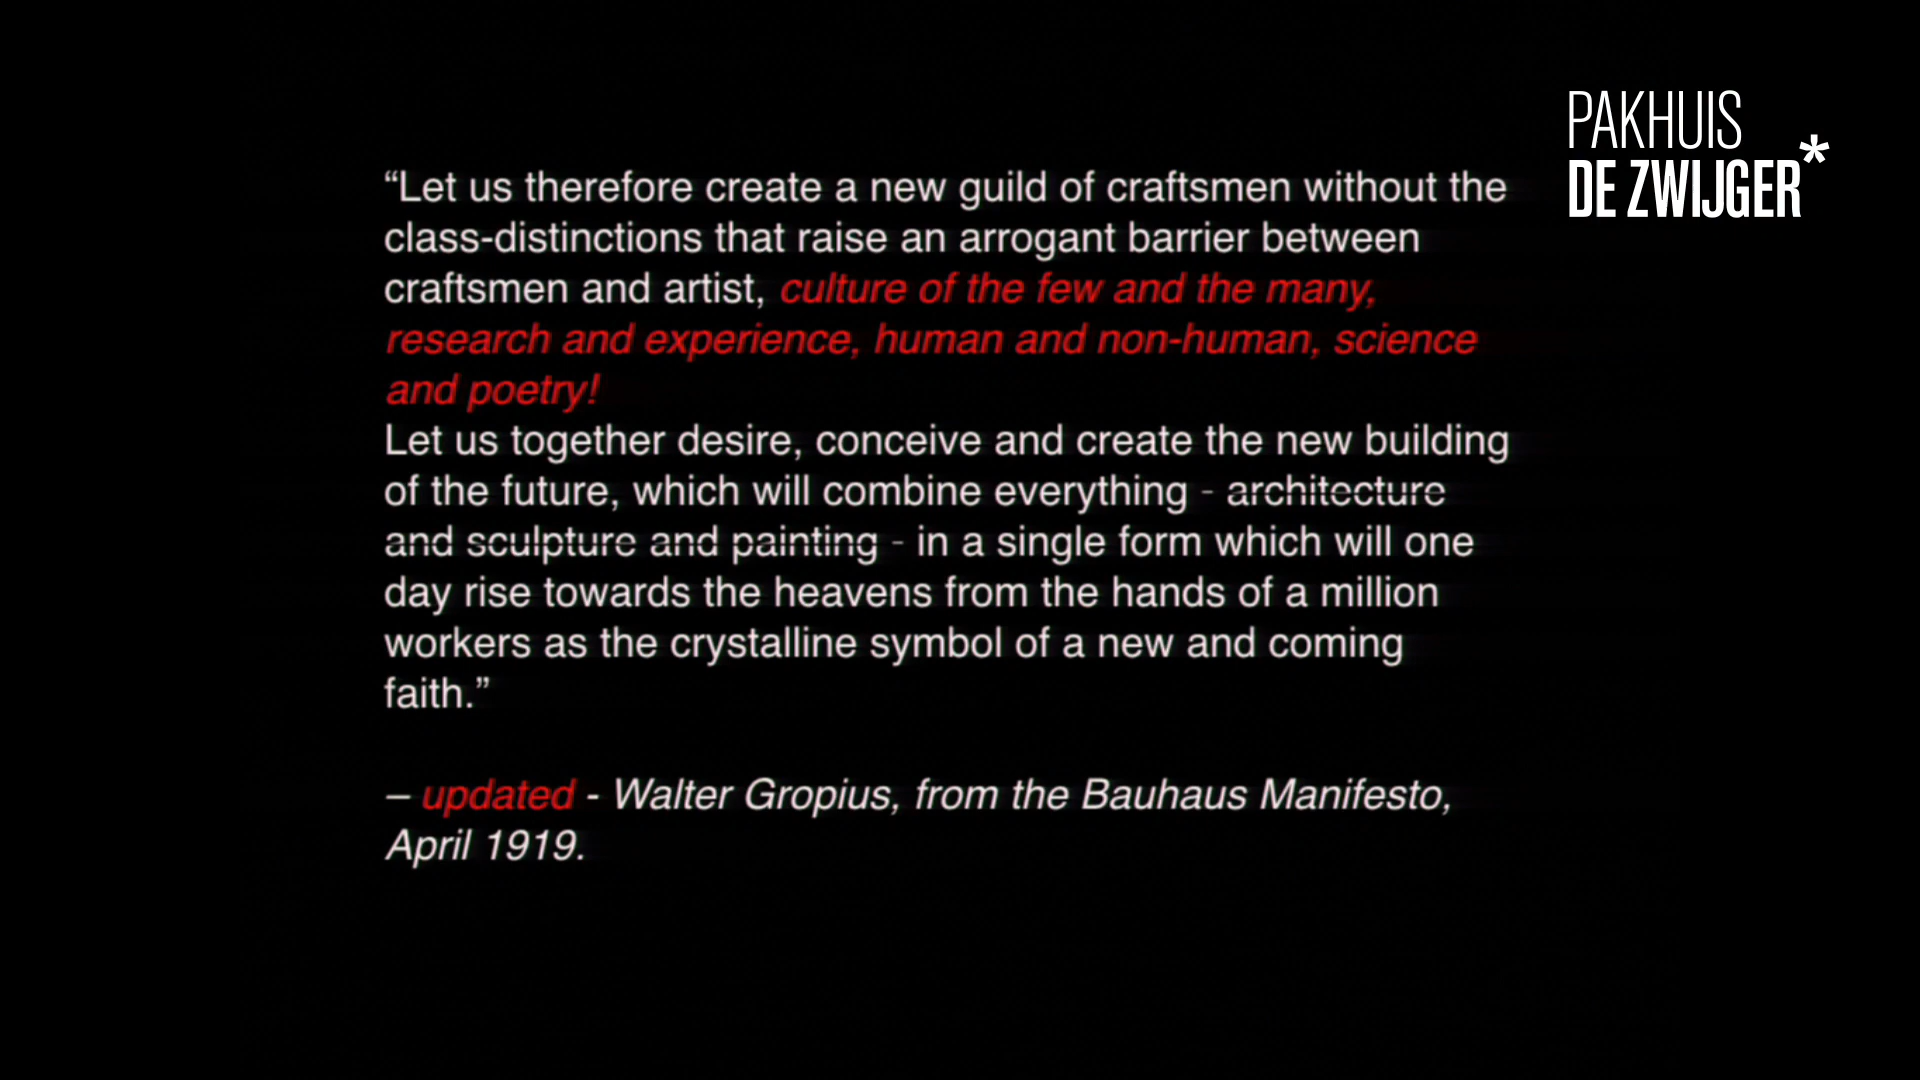 PAKHUIS
DE ZWIJGER*
“Let us therefore create a new guild of craftsmen without the
class-distinctions that raise an arrogant barrier between
craftsmen and artist, culture of the few and the many,
research and experience, human and non-human, science
and poetry!
Let us together desire, conceive and create the new building
of the future, which will combine everything - architecture
and sculpture and painting - in a single form which will one
day rise towards the heavens from the hands of a million
workers as the crystalline symbol of a new and coming
faith.”
– updated - Walter Gropius, from the Bauhaus Manifesto,
April 1919.